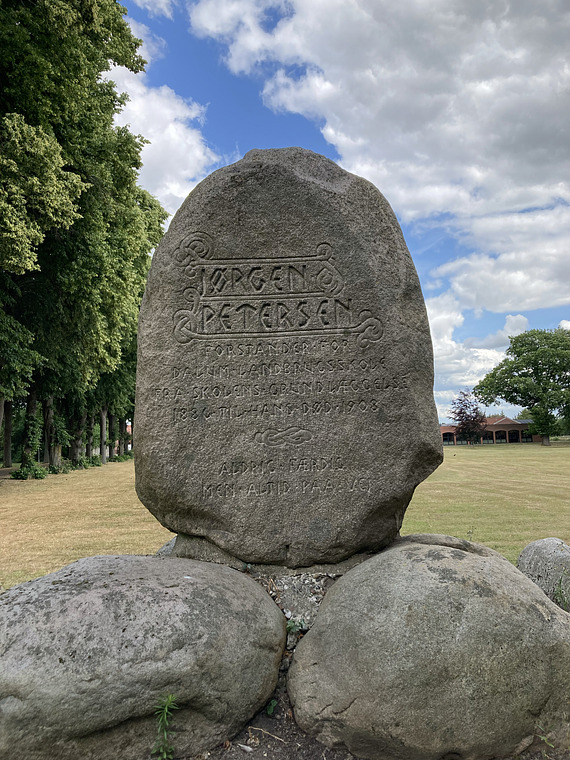 JØRGEN
PETERSEN
FORSTANDER FOR
DALUM LANDBRUGSSKOLE
FRA SKOLENS GRUNDLÆGGELSE
1886 TIL HANS DØD 1908
ALDRIG FÆRDIG
MEN ALTID PAA VEJ